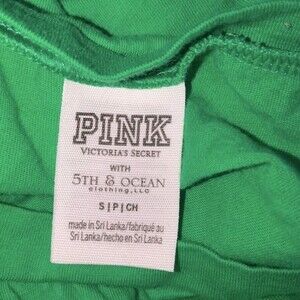 PINK
VICTORIA'S SECRET
WITH
5TH & OCEAN
clothing, LLC
S | P | CH
made in Sri Lanka/fabriqué au
Sri Lanka/hecho en Sri Lanka